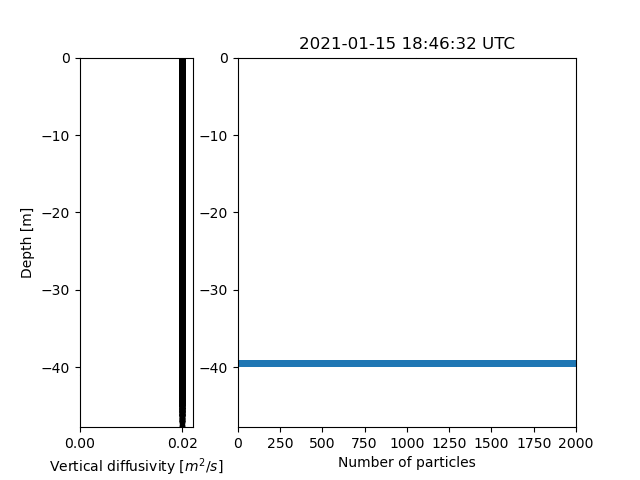 2021-01-15 18:46:32 UTC
0
−10
−20
−30
−40
Depth [m]
0.00 0.02
Vertical diffusivity [m²/s]
0
−10
−20
−30
−40
0 250 500 750 1000 1250 1500 1750 2000
Number of particles